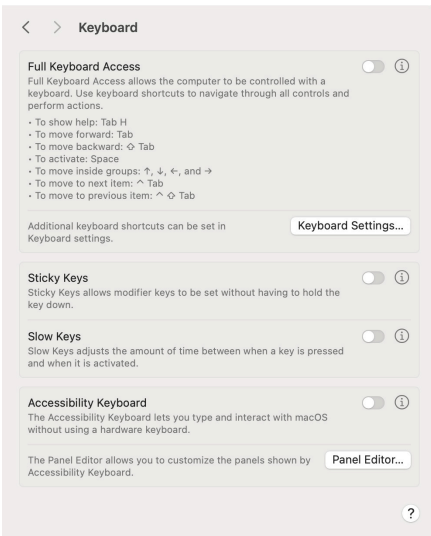 Keyboard
Full Keyboard Access
Full Keyboard Access allows the computer to be controlled with a
keyboard. Use keyboard shortcuts to navigate through all controls and
perform actions.
• To show help: Tab H
• To move forward: Tab
• To move backward: ⇧ Tab
• To activate: Space
• To move inside groups: ↑, ↓, ←, and →
• To move to next item: ^ Tab
• To move to previous item: ^ ⇧ Tab
Additional keyboard shortcuts can be set in
Keyboard settings.
Keyboard Settings...
Sticky Keys
Sticky Keys allows modifier keys to be set without having to hold the
key down.
Slow Keys
Slow Keys adjusts the amount of time between when a key is pressed
and when it is activated.
Accessibility Keyboard
The Accessibility Keyboard lets you type and interact with macOS
without using a hardware keyboard.
The Panel Editor allows you to customize the panels shown by
Accessibility Keyboard.
Panel Editor...
?